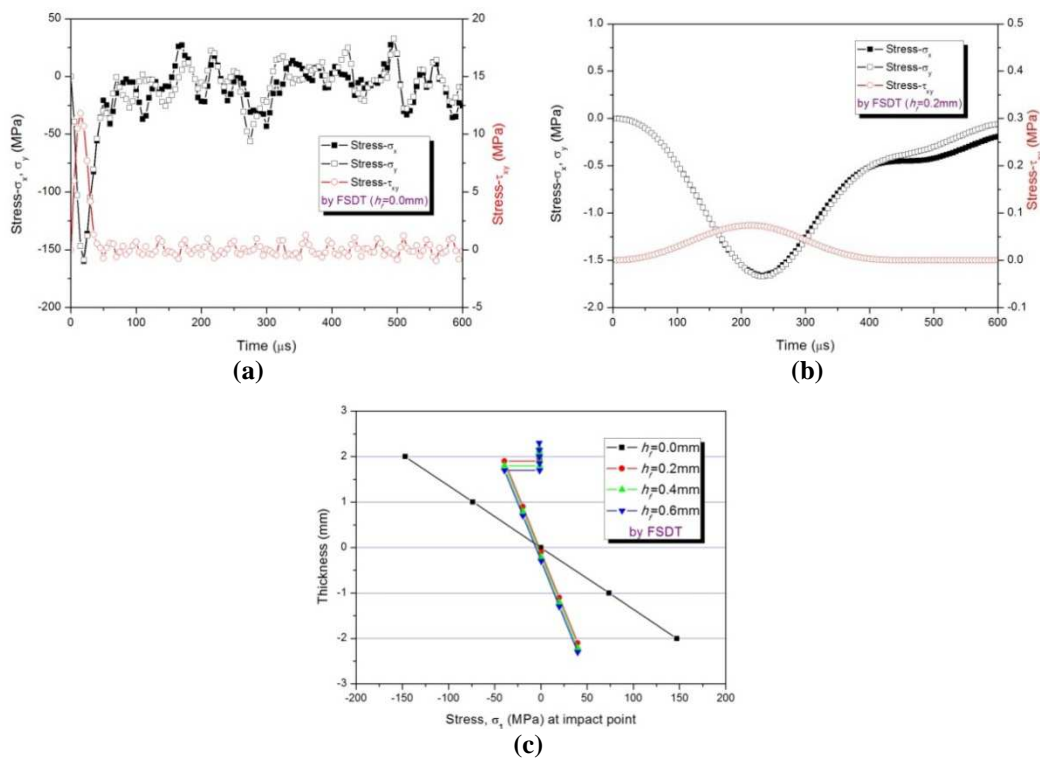 50
0
-50
-100
-150
-200
20
15
10
5
0
-5
0 100 200 300 400 500 600
Stress-σx, σy (MPa)
Stress-τxy (MPa)
Time (μs)
Stress-σx
Stress-σy
Stress-τxy
by FSDT (hf=0.0mm)
(a)
1.0
0.5
0.0
-0.5
-1.0
-1.5
-2.0
0.5
0.4
0.3
0.2
0.1
0.0
-0.1
0 100 200 300 400 500 600
Stress-σx, σy (MPa)
(MPa)
Time (μs)
Stress-σx
Stress-σy
Stress-τxy
by FSDT (hf=0.2mm)
(b)
3
2
1
0
-1
-2
-3
-200 -150 -100 -50 0 50 100 150 200
Thickness (mm)
Stress, (MPa) at impact point
hf=0.0mm
hf=0.2mm
hf=0.4mm
hf=0.6mm
by FSDT
(c)